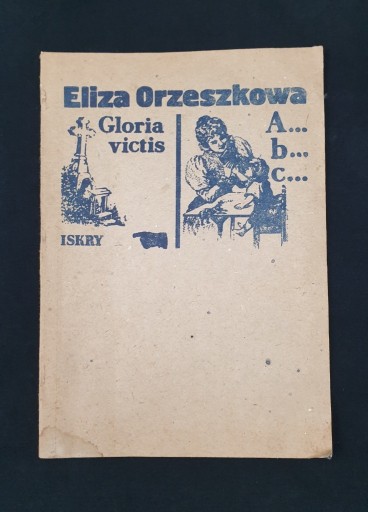 Eliza Orzeszkowa
Gloria
victis
ISKRY
A...
b...
c...